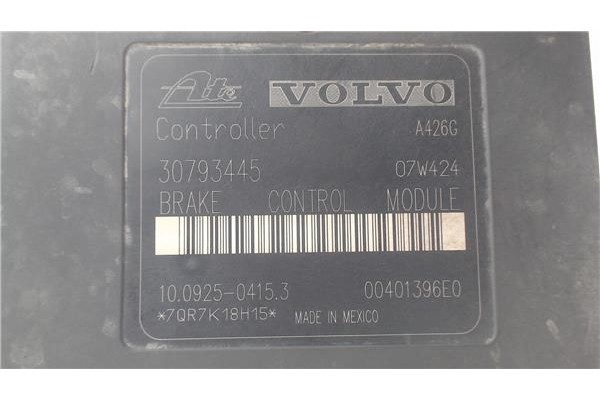 Ate VOLVO
Controller A426G
30793445 07W424
BRAKE CONTROL MODULE
10.0925-0415.3 00401396E0
*7QR7K18H15* MADE IN MEXICO